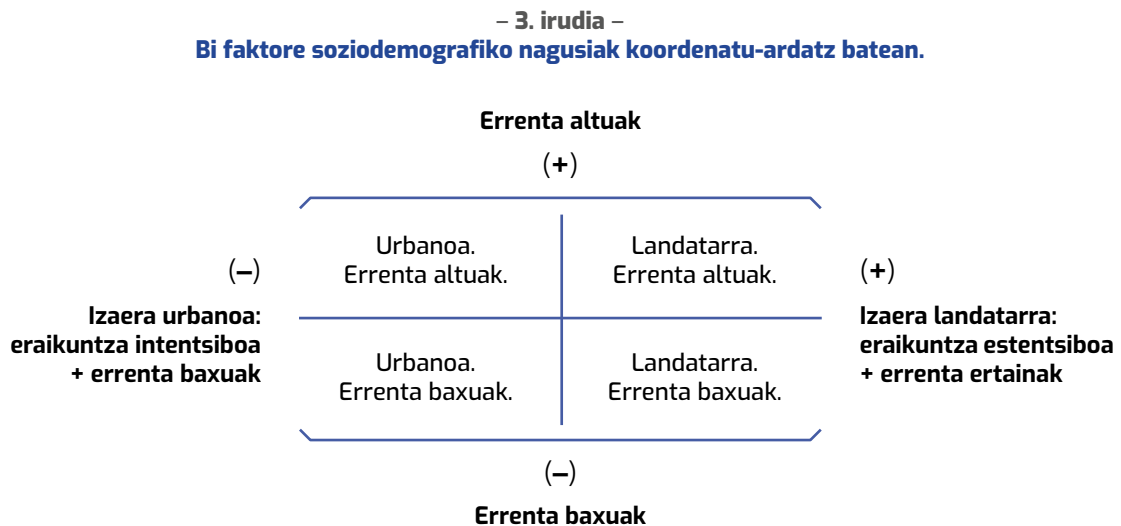 – 3. irudia –
Bi faktore soziodemografiko nagusiak koordenatu-ardatz batean.
Errenta altuak
(+)
Urbanoa.
Errenta altuak.
Landatarra.
Errenta altuak.
(–)
Izaera urbanoa:
eraikuntza intentsiboa
+ errenta baxuak
(+)
Izaera landatarra:
eraikuntza estentsiboa
+ errenta ertainak
Urbanoa.
Errenta baxuak.
Landatarra.
Errenta baxuak.
(–)
Errenta baxuak